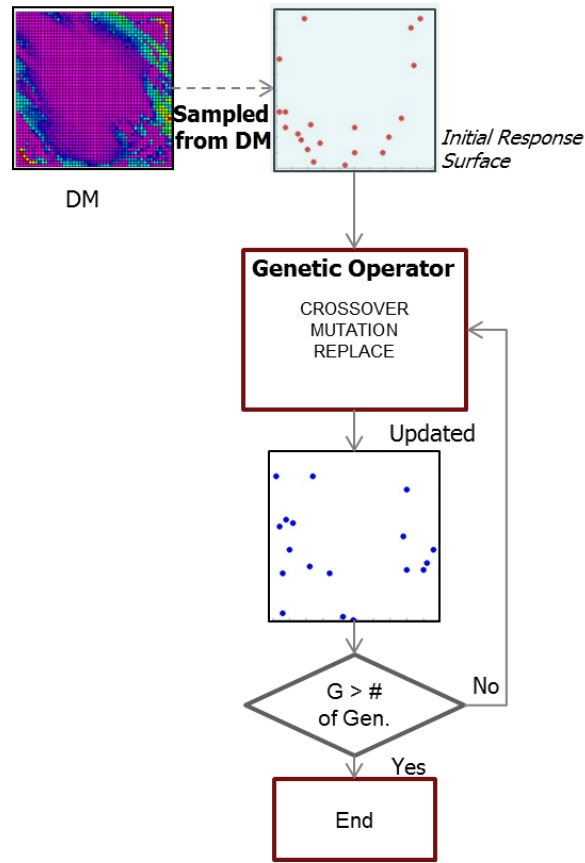 Sampled
from DM
Initial Response
Surface
DM
Genetic Operator
CROSSOVER
MUTATION
REPLACE
Updated
G > #
of Gen.
No
Yes
End